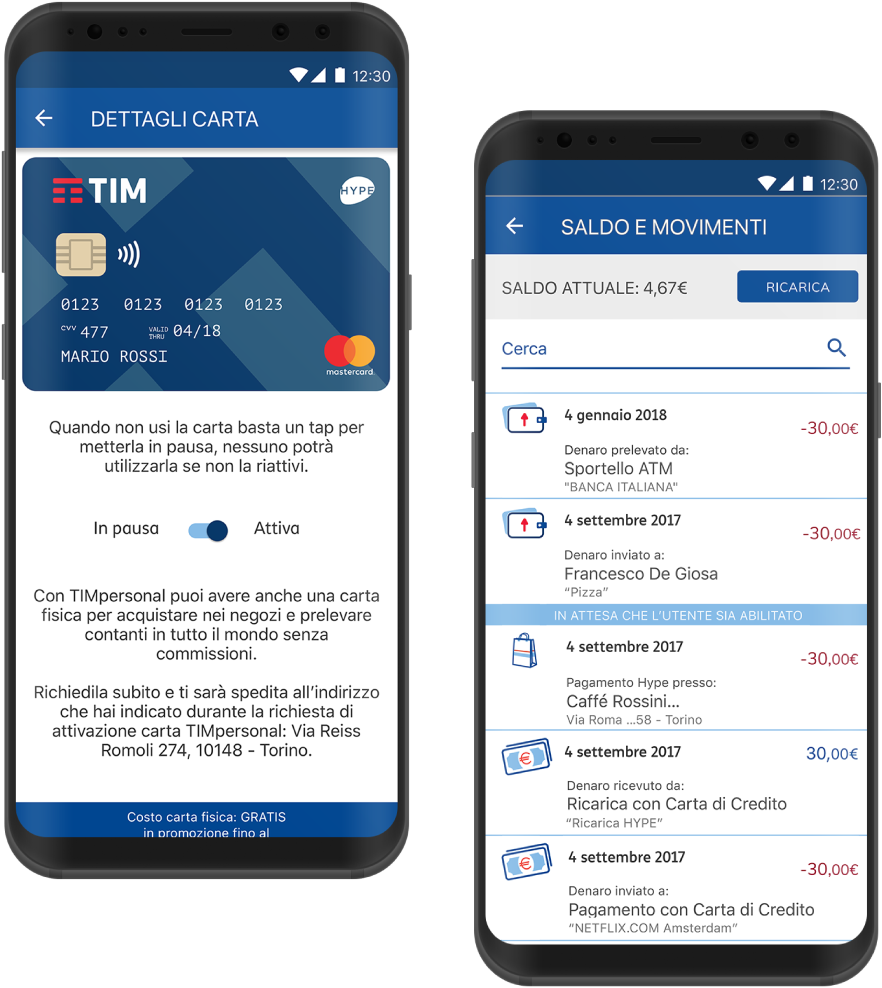 12:30
DETTAGLI CARTA
TIM
HYPE
0123 0123 0123 0123
CVV 477 VALID THRU 04/18
MARIO ROSSI
mastercard
Quando non usi la carta basta un tap per
metterla in pausa, nessuno potrà
utilizzarla se non la riattivi.
In pausa Attiva
Con TIMpersonal puoi avere anche una carta
fisica per acquistare nei negozi e prelevare
contanti in tutto il mondo senza
commissioni.
Richiedila subito e ti sarà spedita all'indirizzo
che hai indicato durante la richiesta di
attivazione carta TIMpersonal: Via Reiss
Romoli 274, 10148 - Torino.
Costo carta fisica: GRATIS
in promozione fino al
12:30
SALDO E MOVIMENTI
SALDO ATTUALE: 4,67€ RICARICA
Cerca
4 gennaio 2018
-30,00€
Denaro prelevato da:
Sportello ATM
"BANCA ITALIANA"
4 settembre 2017
-30,00€
Denaro inviato a:
Francesco De Giosa
"Pizza"
IN ATTESA CHE L'UTENTE SIA ABILITATO
4 settembre 2017
-30,00€
Pagamento Hype presso:
Caffé Rossini...
Via Roma ...58 - Torino
4 settembre 2017 30,00€
Denaro ricevuto da:
Ricarica con Carta di Credito
"Ricarica HYPE"
4 settembre 2017
-30,00€
Denaro inviato a:
Pagamento con Carta di Credito
"NETFLIX.COM Amsterdam"